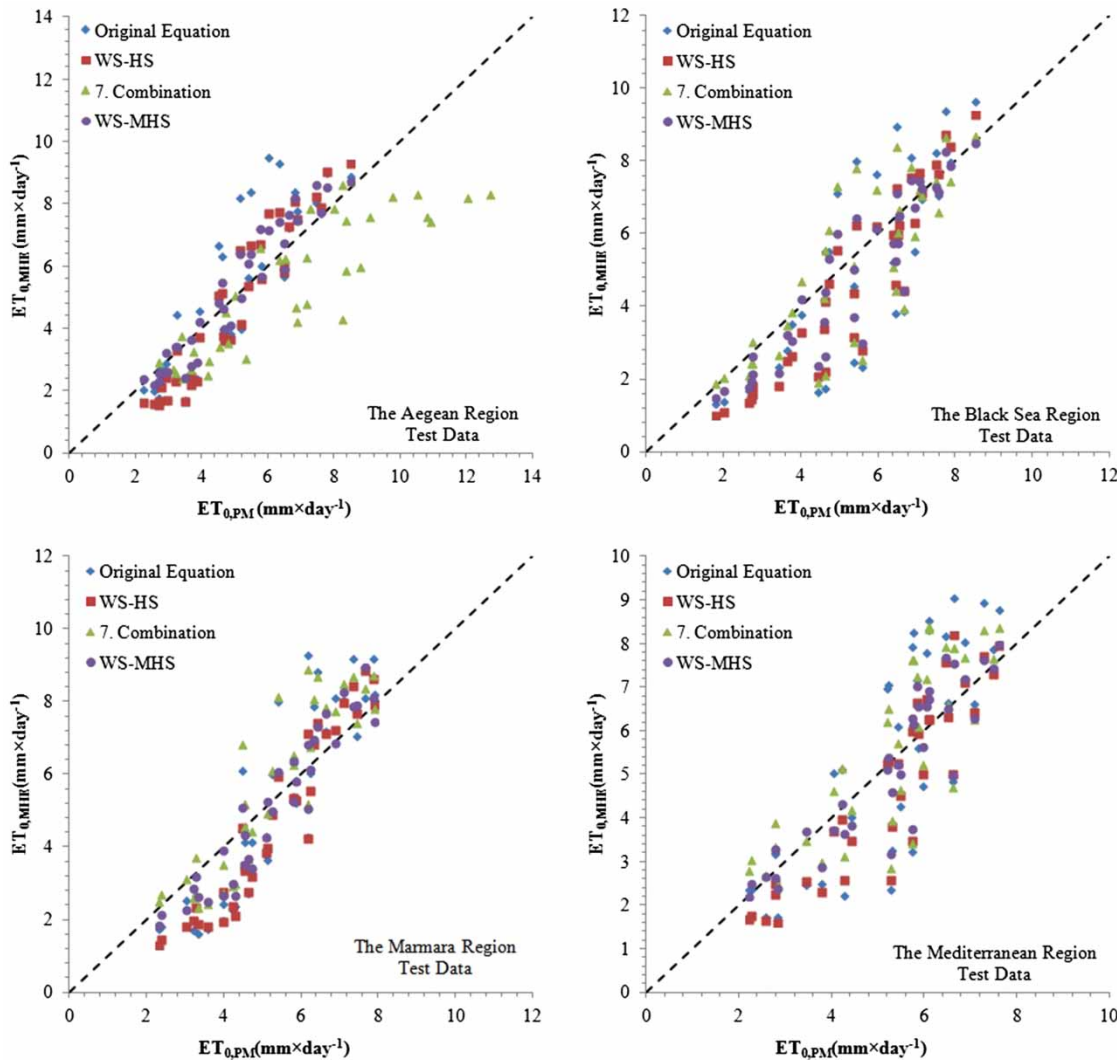 14
12
10
8
6
4
2
0
ET0,MHE (mm×day-1)
Original Equation
WS-HS
7. Combination
WS-MHS
The Aegean Region
Test Data
0 2 4 6 8 10 12 14
ET0,PM (mm×day-1)
12
10
8
6
4
2
0
ET0,MHE (mm×day-1)
Original Equation
WS-HS
7. Combination
WS-MHS
The Black Sea Region
Test Data
0 2 4 6 8 10 12
ET0,PM (mm×day-1)
12
10
8
6
4
2
0
ET0,MHE (mm×day-1)
Original Equation
WS-HS
7. Combination
WS-MHS
The Marmara Region
Test Data
0 2 4 6 8 10 12
ET0,PM(mm×day-1)
10
9
8
7
6
5
4
3
2
1
0
ET0,MHE(mm×day-1)
Original Equation
WS-HS
7. Combination
WS-MHS
The Mediterranean Region
Test Data
0 2 4 6 8 10
ET0,PM(mm×day-1)